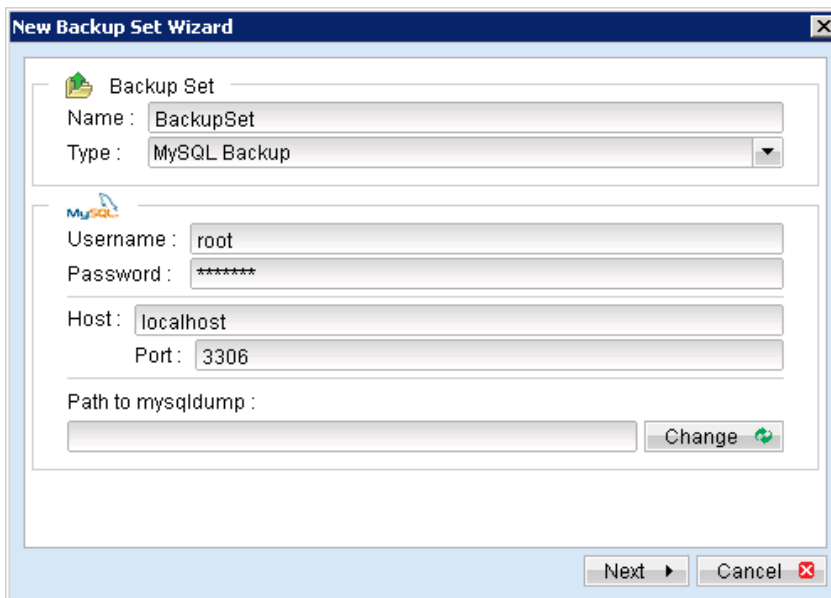 New Backup Set Wizard
Backup Set
Name : BackupSet
Type : MySQL Backup
MySQL
Username : root
Password : *******
Host : localhost
Port : 3306
Path to mysqldump :
Change
Next Cancel